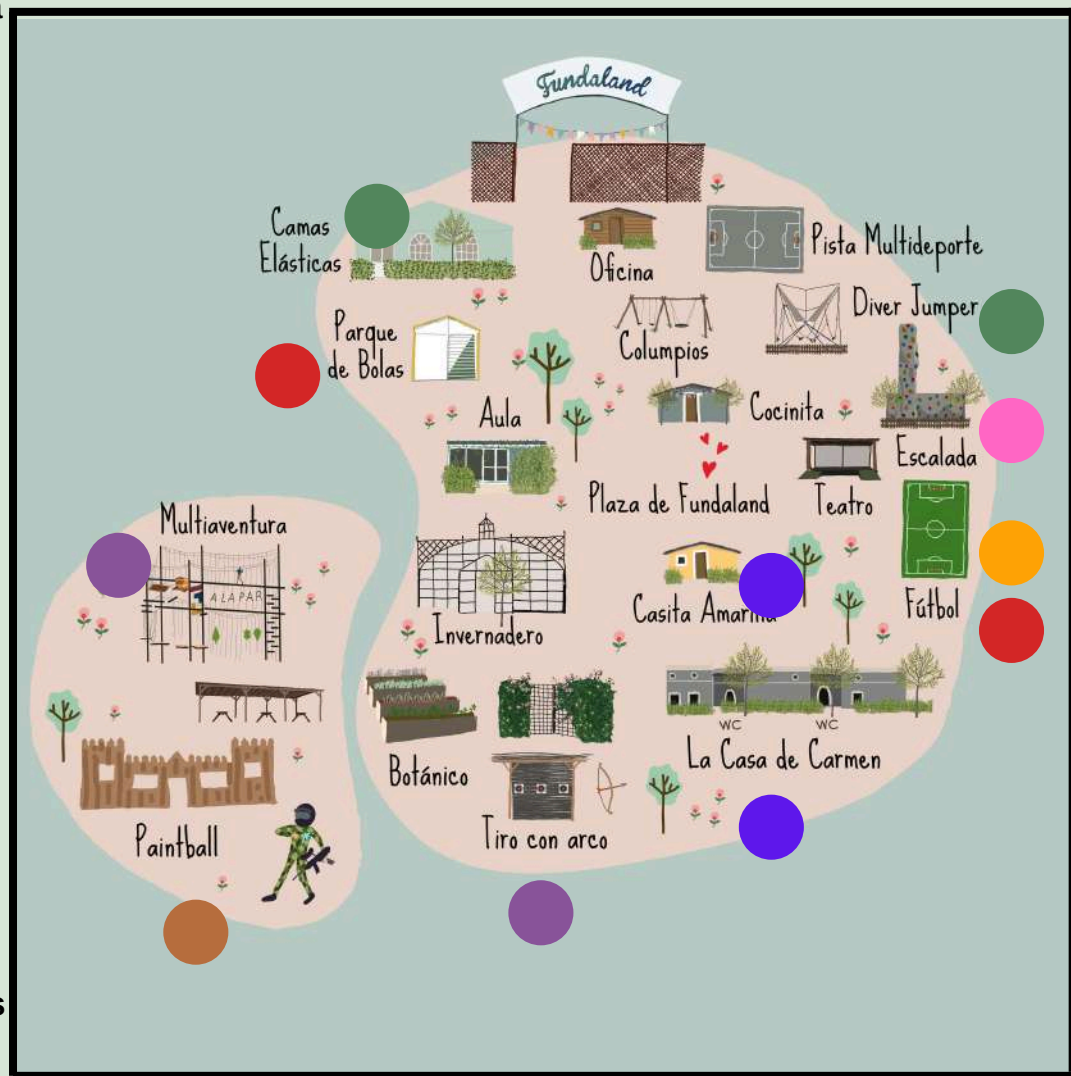 Fundaland
Camas
Elásticas
Oficina
Pista Multideporte
Diver Jumper
Columpios
Parque
de Bolas
Cocinita
Aula
Escalada
Plaza de Fundaland
Teatro
Multiaventura
A LA PAR
Casita Amarilla
Fútbol
Invernadero
WC
WC
La Casa de Carmen
Botánico
Tiro con arco
Paintball
s